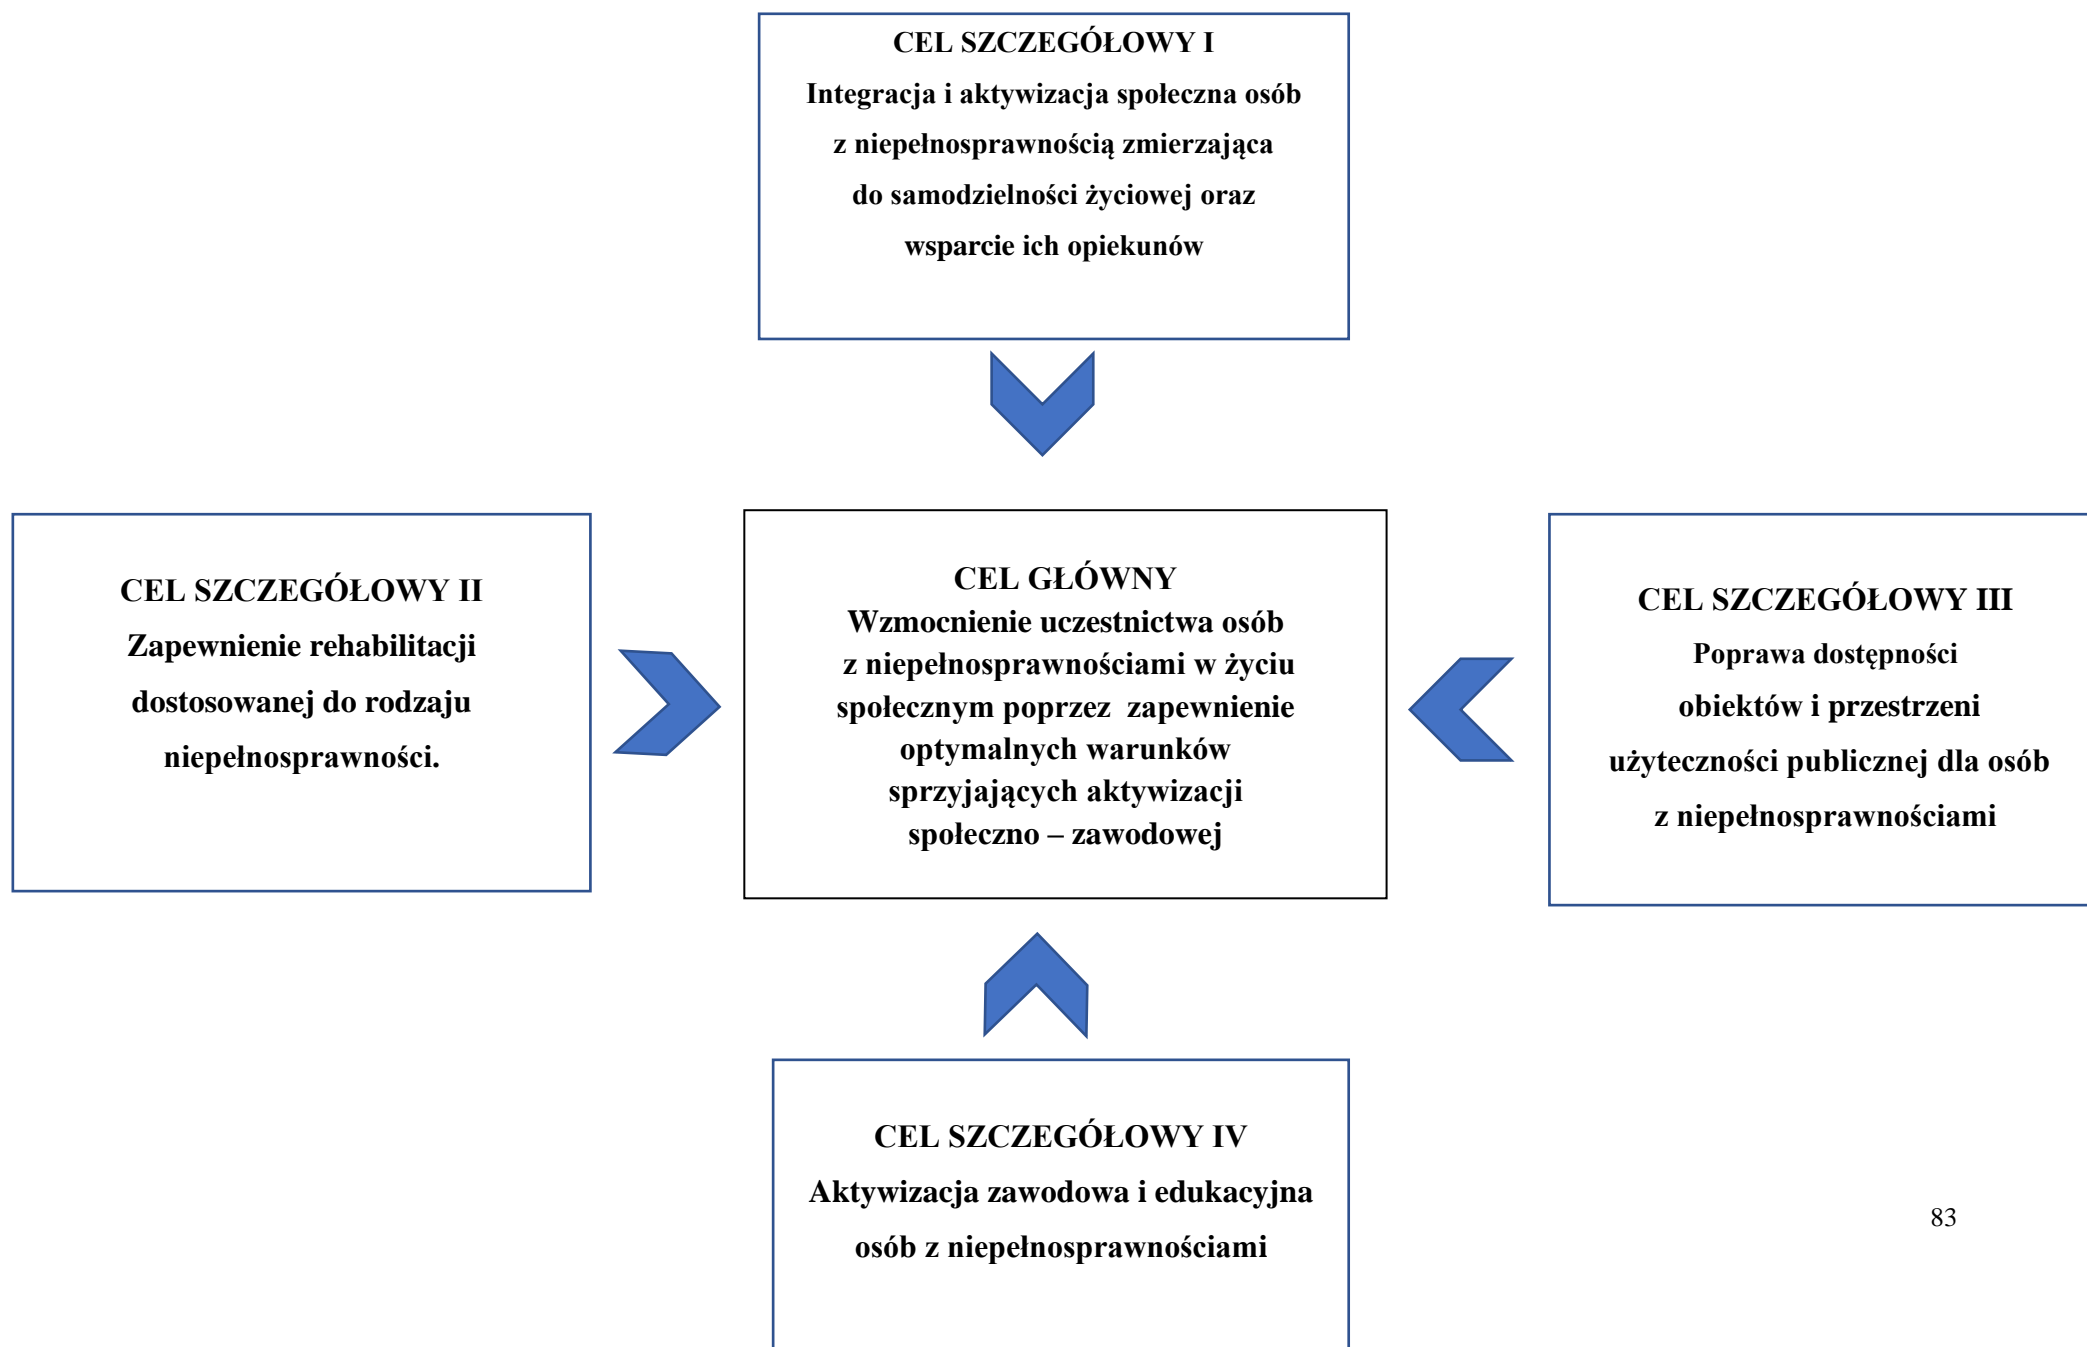 CEL SZCZEGÓŁOWY I
Integracja i aktywizacja społeczna osób
z niepełnosprawnością zmierzająca
do samodzielności życiowej oraz
wsparcie ich opiekunów
CEL SZCZEGÓŁOWY II
Zapewnienie rehabilitacji
dostosowanej do rodzaju
niepełnosprawności.
CEL GŁÓWNY
Wzmocnienie uczestnictwa osób
z niepełnosprawnościami w życiu
społecznym poprzez  zapewnienie
optymalnych warunków
sprzyjających aktywizacji
społeczno – zawodowej
CEL SZCZEGÓŁOWY III
Poprawa dostępności
obiektów i przestrzeni
użyteczności publicznej dla osób
z niepełnosprawnościami
CEL SZCZEGÓŁOWY IV
Aktywizacja zawodowa i edukacyjna
osób z niepełnosprawnościami
83